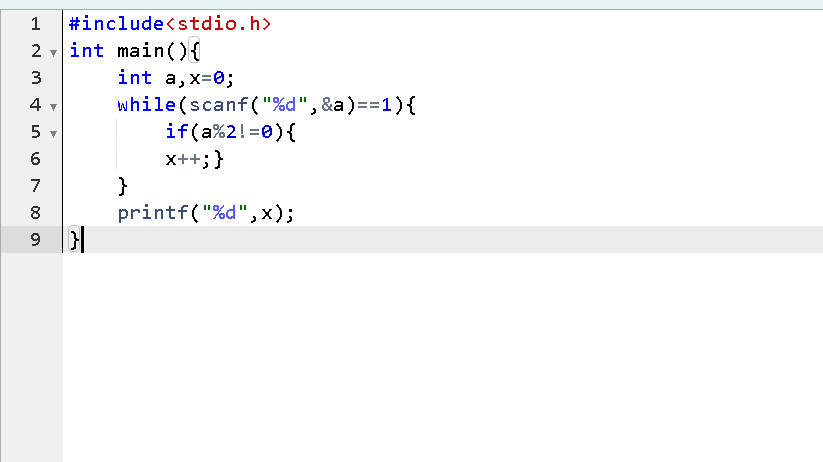 1 #include<stdio.h>
2 int main(){
3     int a,x=0;
4     while(scanf("%d",&a)==1){
5         if(a%2!=0){
6         x++;}
7     }
8     printf("%d",x);
9 }